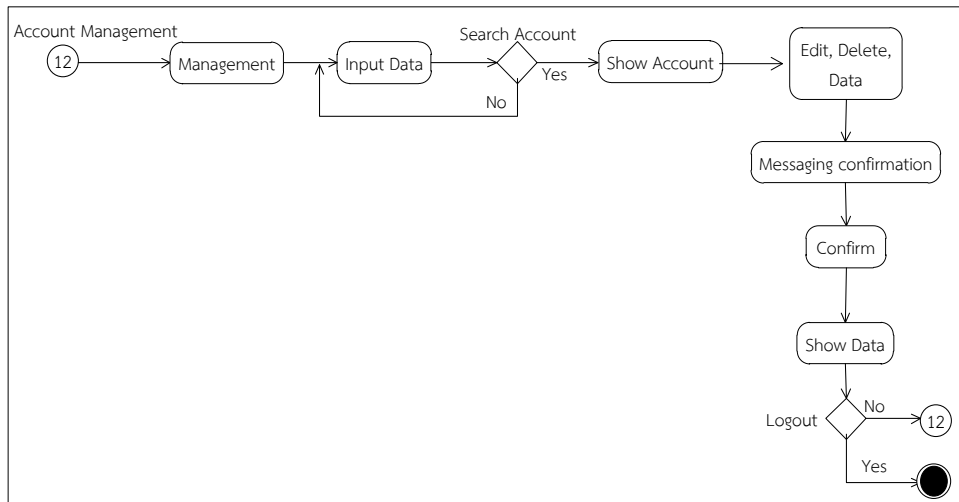 Account Management
12
Management
Input Data
Search Account
Yes
No
Show Account
Edit, Delete,
Data
Messaging confirmation
Confirm
Show Data
Logout
No
12
Yes